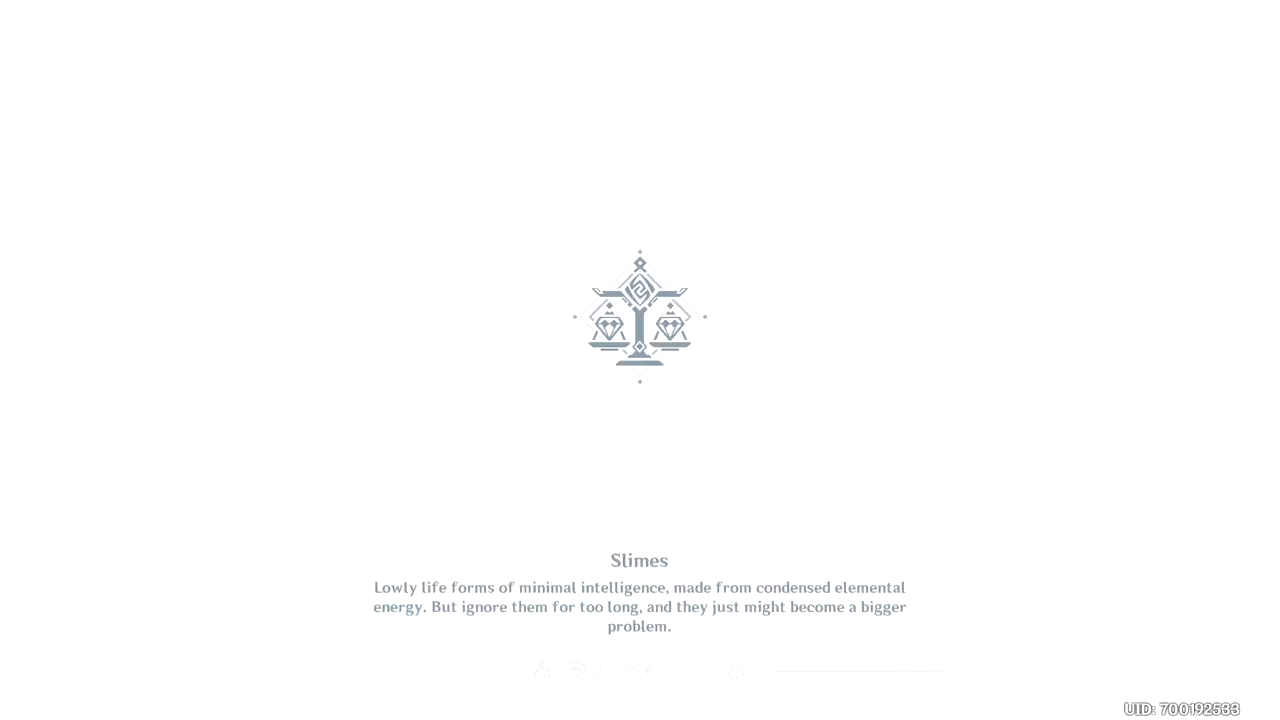 Slimes
Lowly life forms of minimal intelligence, made from condensed elemental
energy. But ignore them for too long, and they just might become a bigger
problem.
UID: 700192533